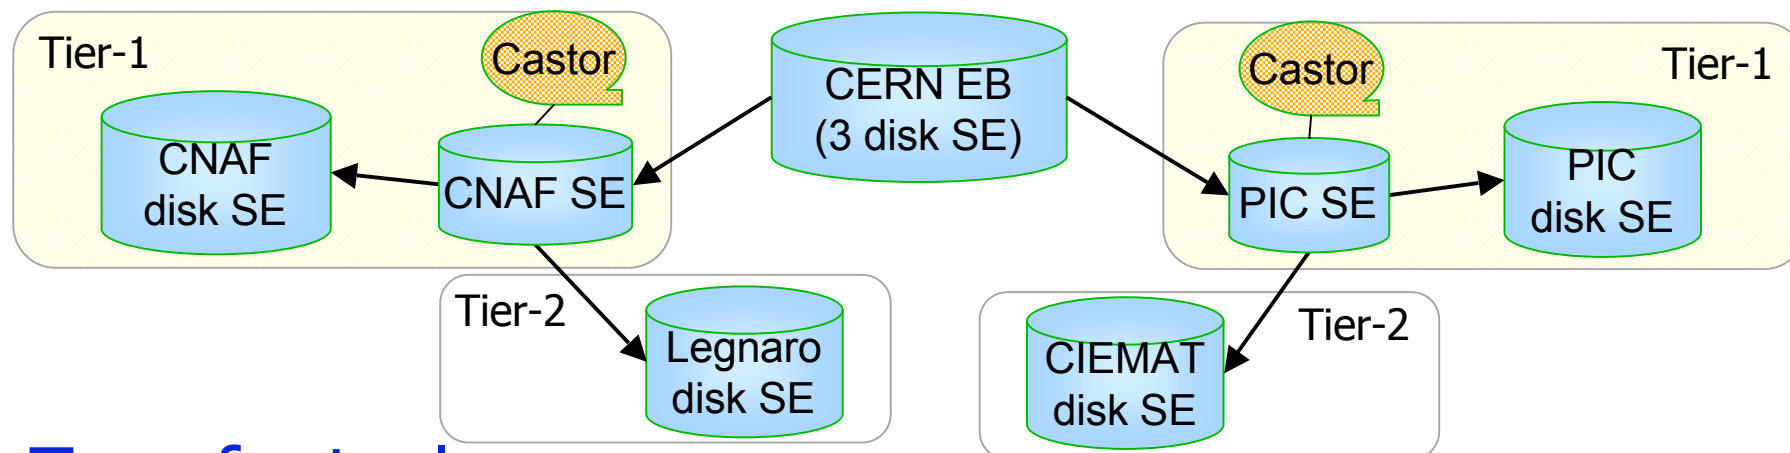 Tier-1
Castor
CNAF
disk SE
CNAF SE
CERN EB
(3 disk SE)
Castor
Tier-1
PIC SE
PIC
disk SE
Tier-2
Legnaro
disk SE
Tier-2
CIEMAT
disk SE